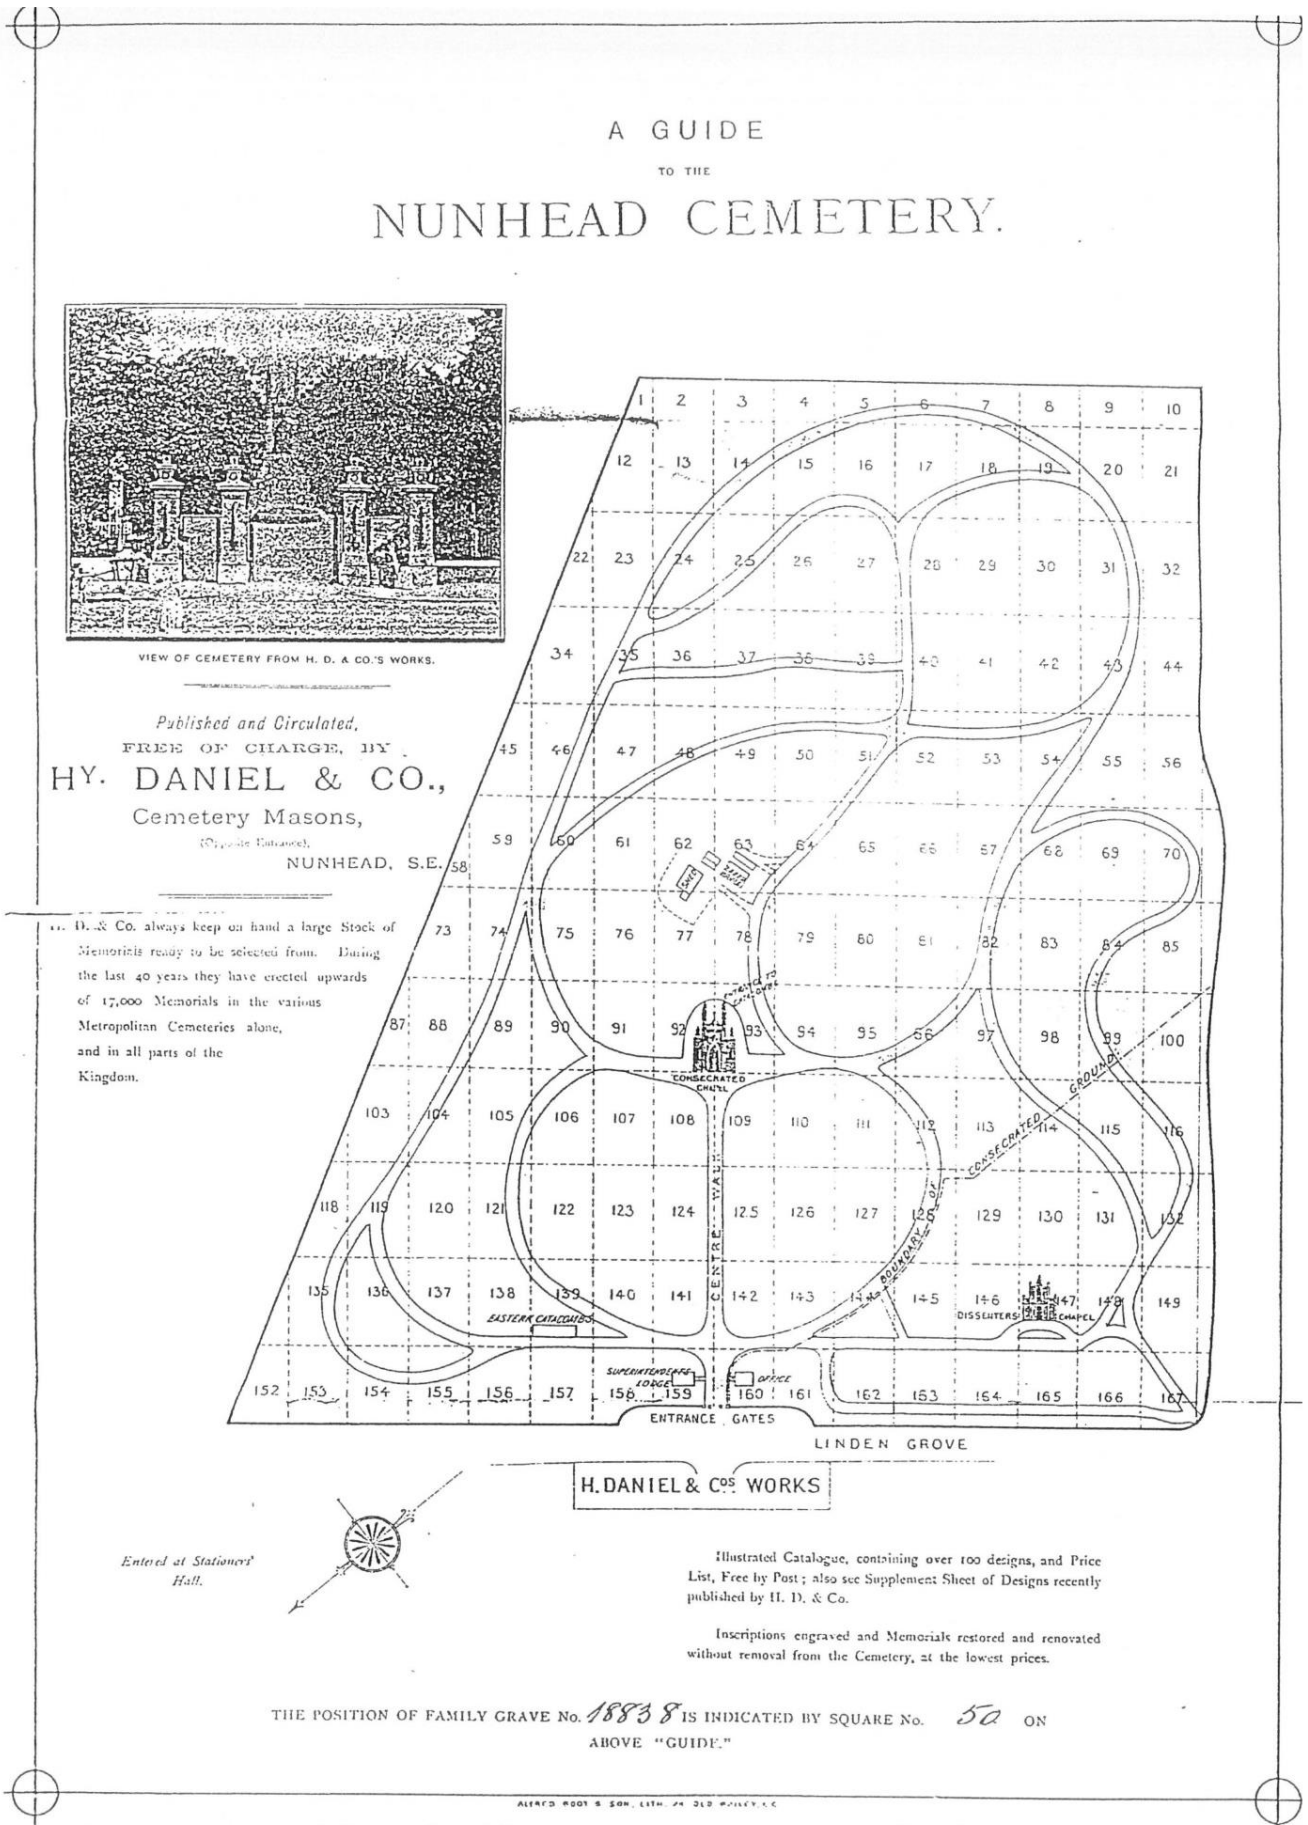 A GUIDE
TO THE
NUNHEAD CEMETERY.
VIEW OF CEMETERY FROM H. D. & CO.'S WORKS.
Published and Circulated,
FREE OF CHARGE, BY
HY. DANIEL & CO.,
Cemetery Masons,
(Opposite Entrance),
NUNHEAD, S.E.
H. D. & Co. always keep on hand a large Stock of
Memorials ready to be selected from. During
the last 40 years they have erected upwards
of 17,000 Memorials in the various
Metropolitan Cemeteries alone,
and in all parts of the
Kingdom.
1 2 3 4 5 6 7 8 9 10
12 13 14 15 16 17 18 19 20 21
22 23 24 25 26 27 28 29 30 31 32
34 35 36 37 38 39 40 41 42 43 44
45 46 47 48 49 50 51 52 53 54 55 56
58 59 60 61 62 63 64 65 66 67 68 69 70
SHED
73 74 75 76 77 78 79 80 81 82 83 84 85
ENTRANCE TO
CATACOMBS
87 88 89 90 91 92 93 94 95 96 97 98 99 100
CONSECRATED
CHAPEL
103 104 105 106 107 108 109 110 111 112 113 114 115 116
BOUNDARY OF CONSECRATED GROUND
CENTRE WALK
118 119 120 121 122 123 124 125 126 127 128 129 130 131 132
135 136 137 138 139 140 141 142 143 144 145 146 147 148 149
EASTERN CATACOMBS
DISSENTERS CHAPEL
SUPERINTENDENTS
LODGE
OFFICE
152 153 154 155 156 157 158 159 160 161 162 163 164 165 166 167
ENTRANCE GATES
LINDEN GROVE
H. DANIEL & Cos. WORKS
Entered at Stationers'
Hall.
Illustrated Catalogue, containing over 100 designs, and Price
List, Free by Post; also see Supplement Sheet of Designs recently
published by H. D. & Co.
Inscriptions engraved and Memorials restored and renovated
without removal from the Cemetery, at the lowest prices.
THE POSITION OF FAMILY GRAVE No. 18838 IS INDICATED BY SQUARE No. 50 ON
ABOVE "GUIDE."
ALFRED BOOT & SON, LITH. 24 OLD BAILEY, E.C.